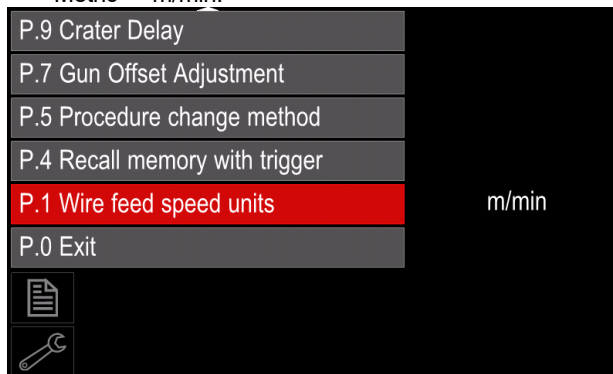 P.9 Crater Delay
P.7 Gun Offset Adjustment
P.5 Procedure change method
P.4 Recall memory with trigger
P.1 Wire feed speed units m/min
P.0 Exit